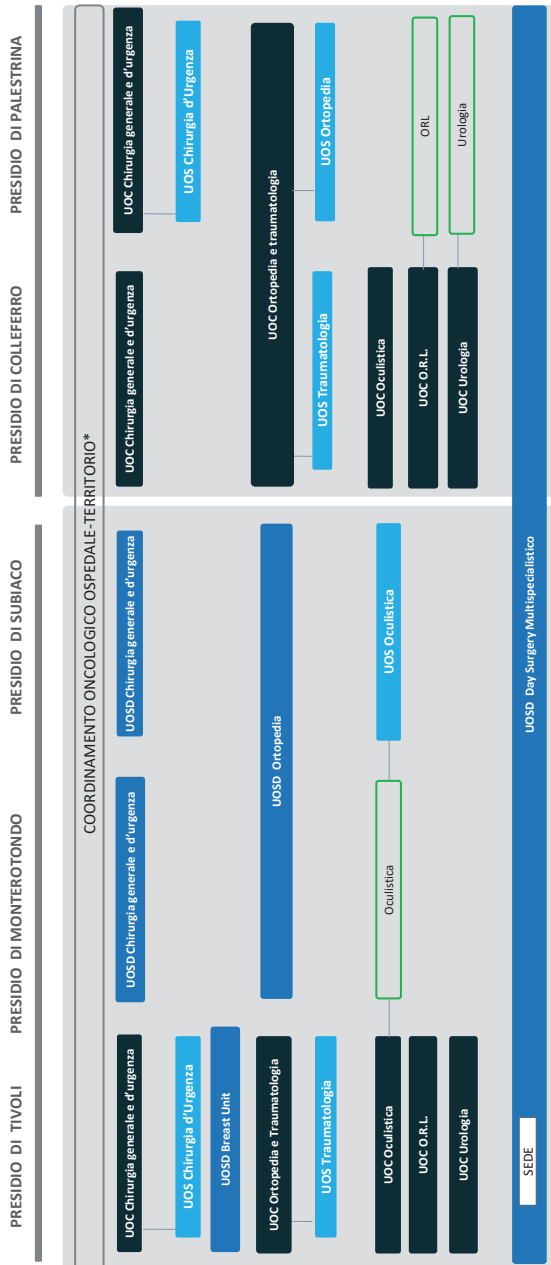 PRESIDIO DI TIVOLI
PRESIDIO DI MONTEROTONDO
PRESIDIO DI SUBIACO
PRESIDIO DI COLLEFERRO
PRESIDIO DI PALESTRINA
COORDINAMENTO ONCOLOGICO OSPEDALE-TERRITORIO*
UOC Chirurgia generale e d'urgenza
UOSD Chirurgia generale e d'urgenza
UOSD Chirurgia generale e d'urgenza
UOC Chirurgia generale e d'urgenza
UOC Chirurgia generale e d'urgenza
UOS Chirurgia d'Urgenza
UOS Chirurgia d'Urgenza
UOSD Breast Unit
UOC Ortopedia e Traumatologia
UOSD Ortopedia
UOC Ortopedia e traumatologia
UOS Traumatologia
UOS Traumatologia
UOS Ortopedia
UOC Oculistica
Oculistica
UOS Oculistica
UOC Oculistica
UOC O.R.L.
UOC O.R.L.
ORL
UOC Urologia
UOC Urologia
Urologia
SEDE
UOSD Day Surgery Multispecialistico